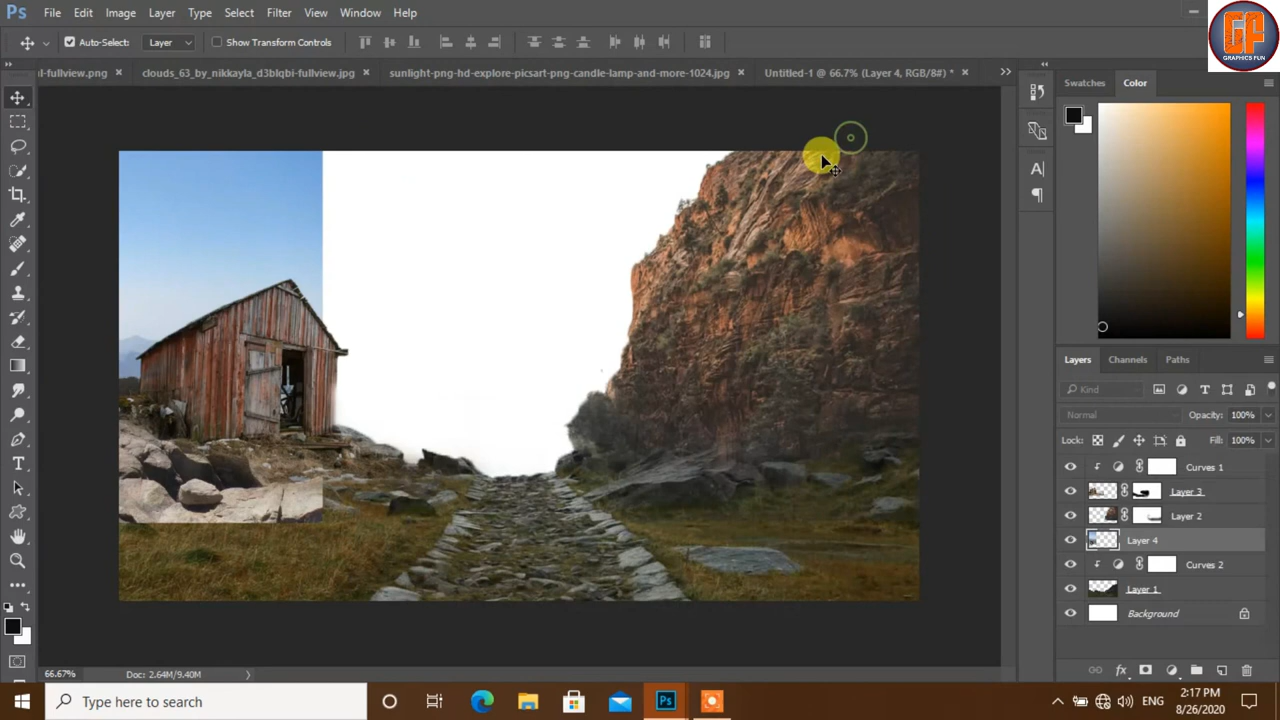 Ps File Edit Image Layer Type Select Filter View Window Help
GF
GRAPHICS FUN
Auto-Select: Layer Show Transform Controls
ul-fullview.png × clouds_63_by_nikkayla_d3blqbi-fullview.jpg × sunlight-png-hd-explore-picsart-png-candle-lamp-and-more-1024.jpg × Untitled-1 @ 66.7% (Layer 4, RGB/8#) * ×
Swatches Color
Layers Channels Paths
Kind
Normal Opacity: 100%
Lock: Fill: 100%
Curves 1
Layer 3
Layer 2
Layer 4
Curves 2
Layer 1
Background
66.67% Doc: 2.64M/9.40M
Type here to search
Ps
ENG
2:17 PM
8/26/2020